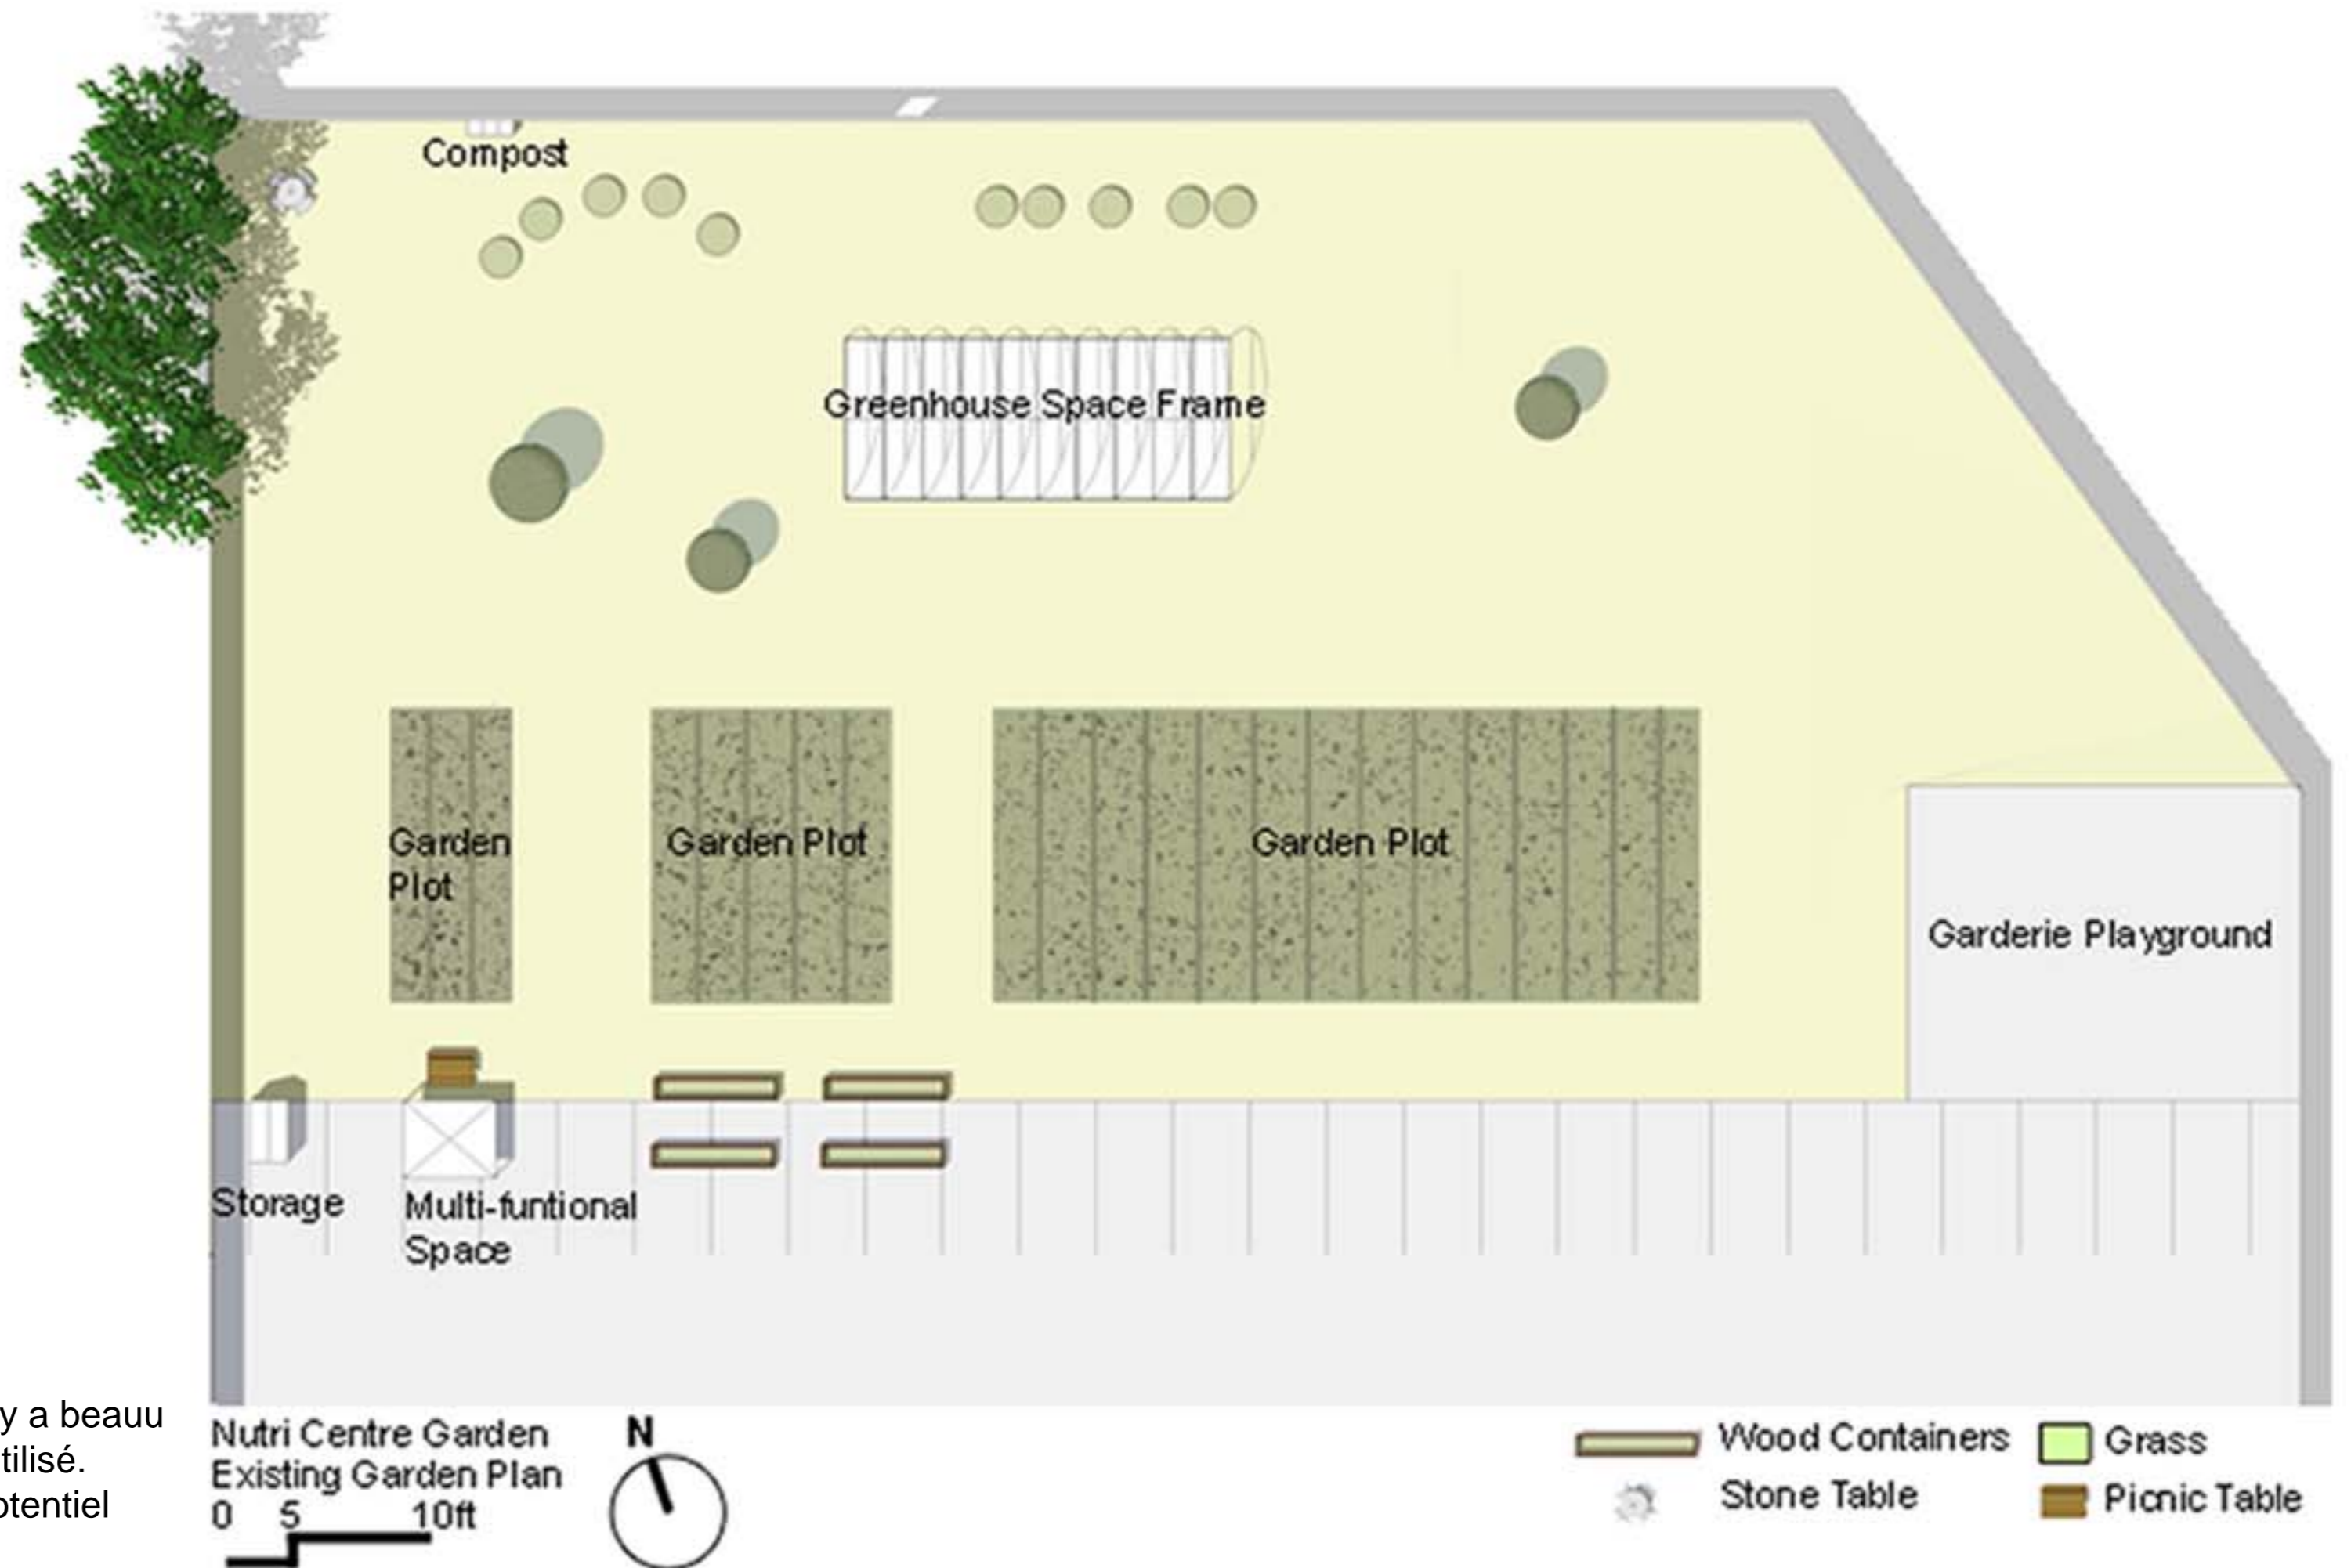 Compost
Greenhouse Space Frame
Garden
Plot
Garden Plot
Garden Plot
Garderie Playground
Storage
Multi-funtional
Space
y a beauu
tilisé.
otentiel
Nutri Centre Garden
Existing Garden Plan
0 5 10ft
N
Wood Containers
Grass
Stone Table
Picnic Table